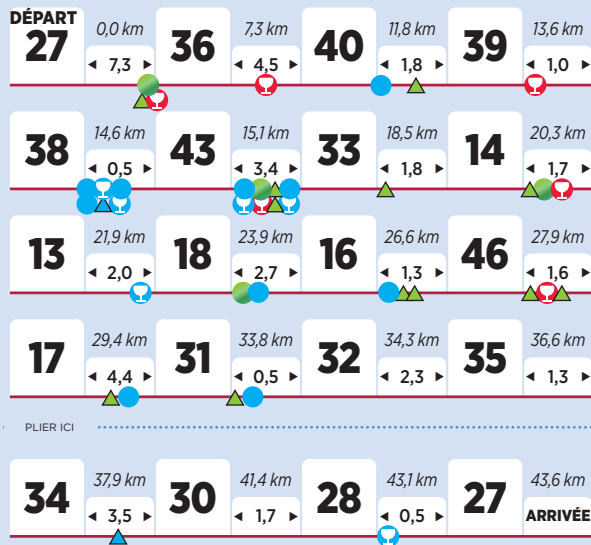 DÉPART
27 0,0 km 36 7,3 km 40 11,8 km 39 13,6 km
◄ 7,3 ► ◄ 4,5 ► ◄ 1,8 ► ◄ 1,0 ►
38 14,6 km 43 15,1 km 33 18,5 km 14 20,3 km
◄ 0,5 ► ◄ 3,4 ► ◄ 1,8 ► ◄ 1,7 ►
13 21,9 km 18 23,9 km 16 26,6 km 46 27,9 km
◄ 2,0 ► ◄ 2,7 ► ◄ 1,3 ► ◄ 1,6 ►
17 29,4 km 31 33,8 km 32 34,3 km 35 36,6 km
◄ 4,4 ► ◄ 0,5 ► ◄ 2,3 ► ◄ 1,3 ►
PLIER ICI
34 37,9 km 30 41,4 km 28 43,1 km 27 43,6 km
◄ 3,5 ► ◄ 1,7 ► ◄ 0,5 ► ARRIVÉE